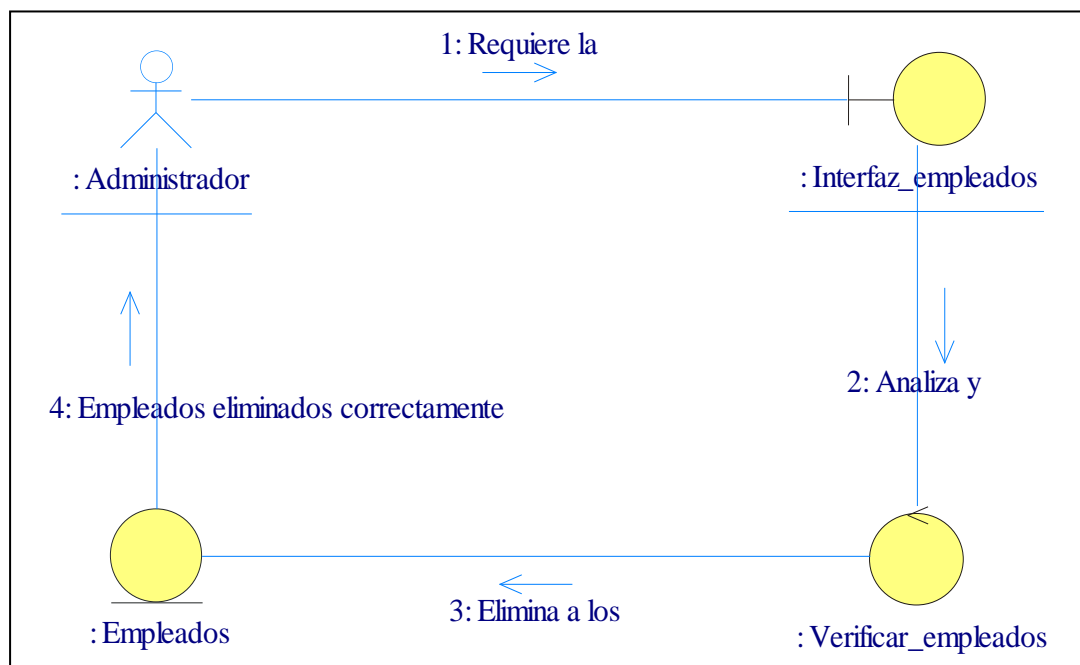 1: Requiere la
: Administrador
: Interfaz_empleados
2: Analiza y
4: Empleados eliminados correctamente
3: Elimina a los
: Empleados
: Verificar_empleados